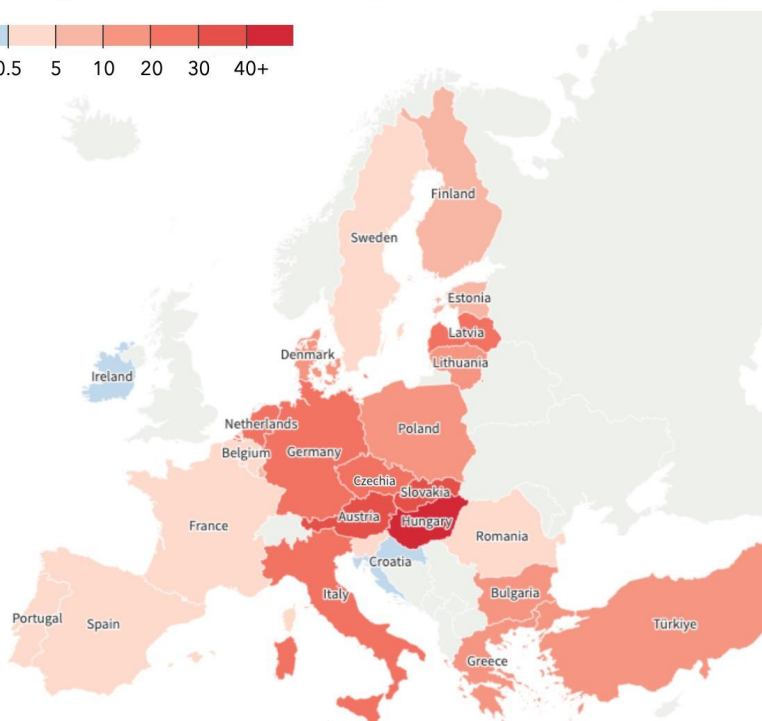 0.5 5 10 20 30 40+
Finland
Sweden
Estonia
Latvia
Denmark
Lithuania
Ireland
Netherlands
Poland
Belgium
Germany
Czechia
Slovakia
Austria
Hungary
France
Romania
Croatia
Italy
Bulgaria
Portugal
Spain
Türkiye
Greece